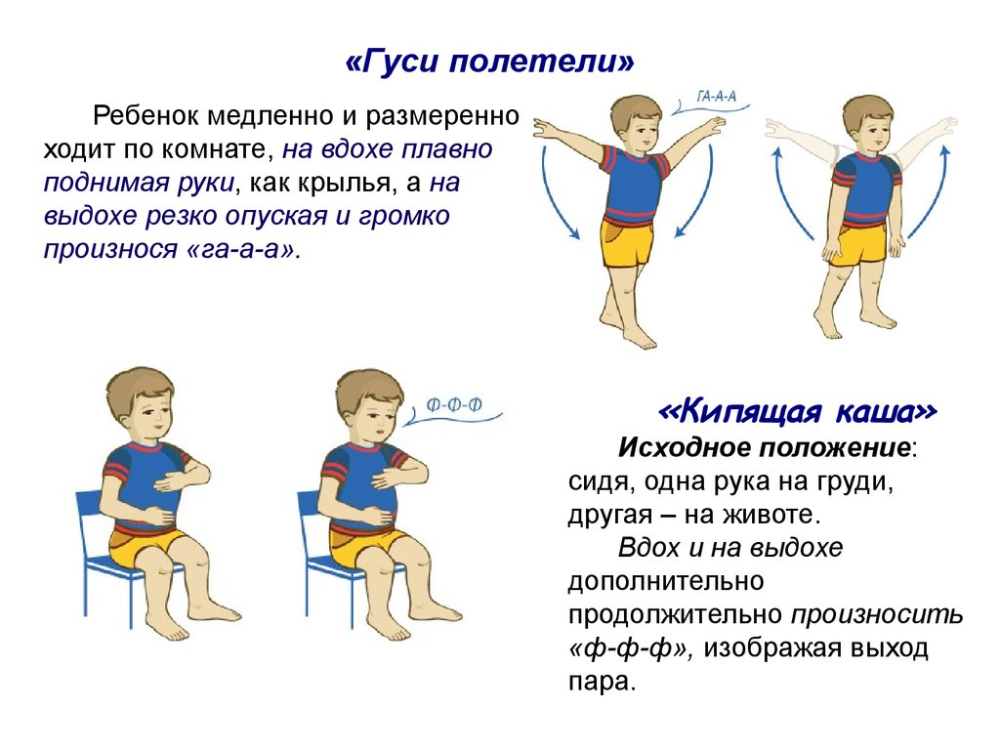 «Гуси полетели»
Ребенок медленно и размеренно
ходит по комнате, на вдохе плавно
поднимая руки, как крылья, а на
выдохе резко опуская и громко
произнося «га-а-а».
ГА-А-А
Ф-Ф-Ф
«Кипящая каша»
Исходное положение:
сидя, одна рука на груди,
другая – на животе.
Вдох и на выдохе
дополнительно
продолжительно произносить
«ф-ф-ф», изображая выход
пара.